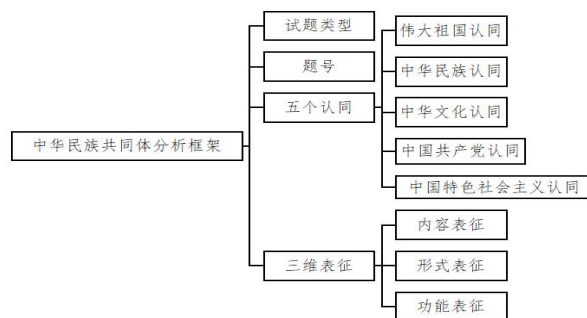 中华民族共同体分析框架
试题类型
题号
五个认同
伟大祖国认同
中华民族认同
中华文化认同
中国共产党认同
中国特色社会主义认同
三维表征
内容表征
形式表征
功能表征